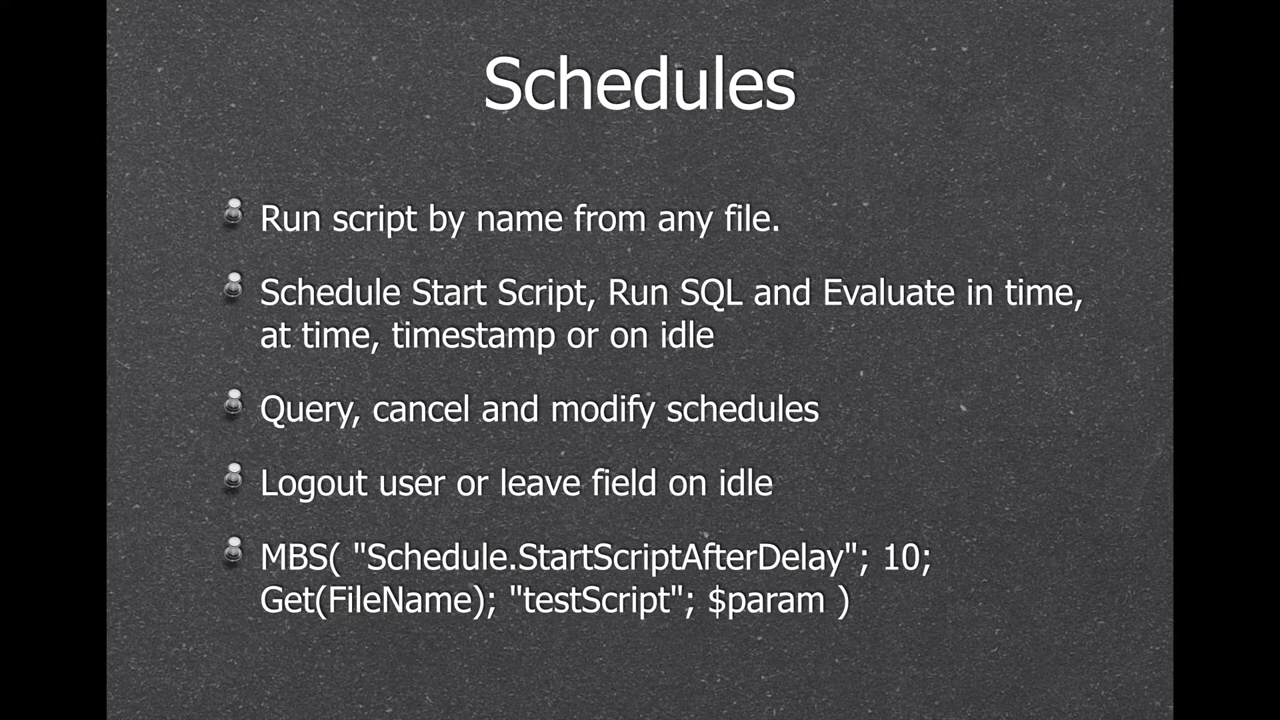 Schedules
Run script by name from any file.
Schedule Start Script, Run SQL and Evaluate in time,
at time, timestamp or on idle
Query, cancel and modify schedules
Logout user or leave field on idle
MBS( "Schedule.StartScriptAfterDelay"; 10;
Get(FileName); "testScript"; $param )